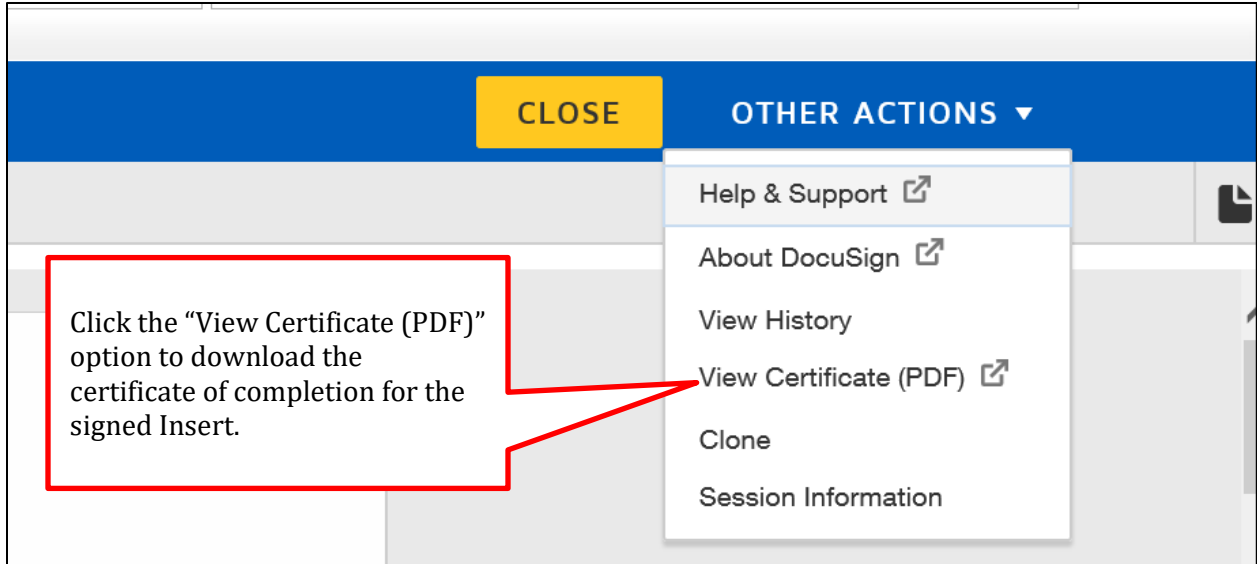 CLOSE
OTHER ACTIONS ▼
Help & Support
About DocuSign
View History
View Certificate (PDF)
Clone
Session Information
Click the “View Certificate (PDF)”
option to download the
certificate of completion for the
signed Insert.